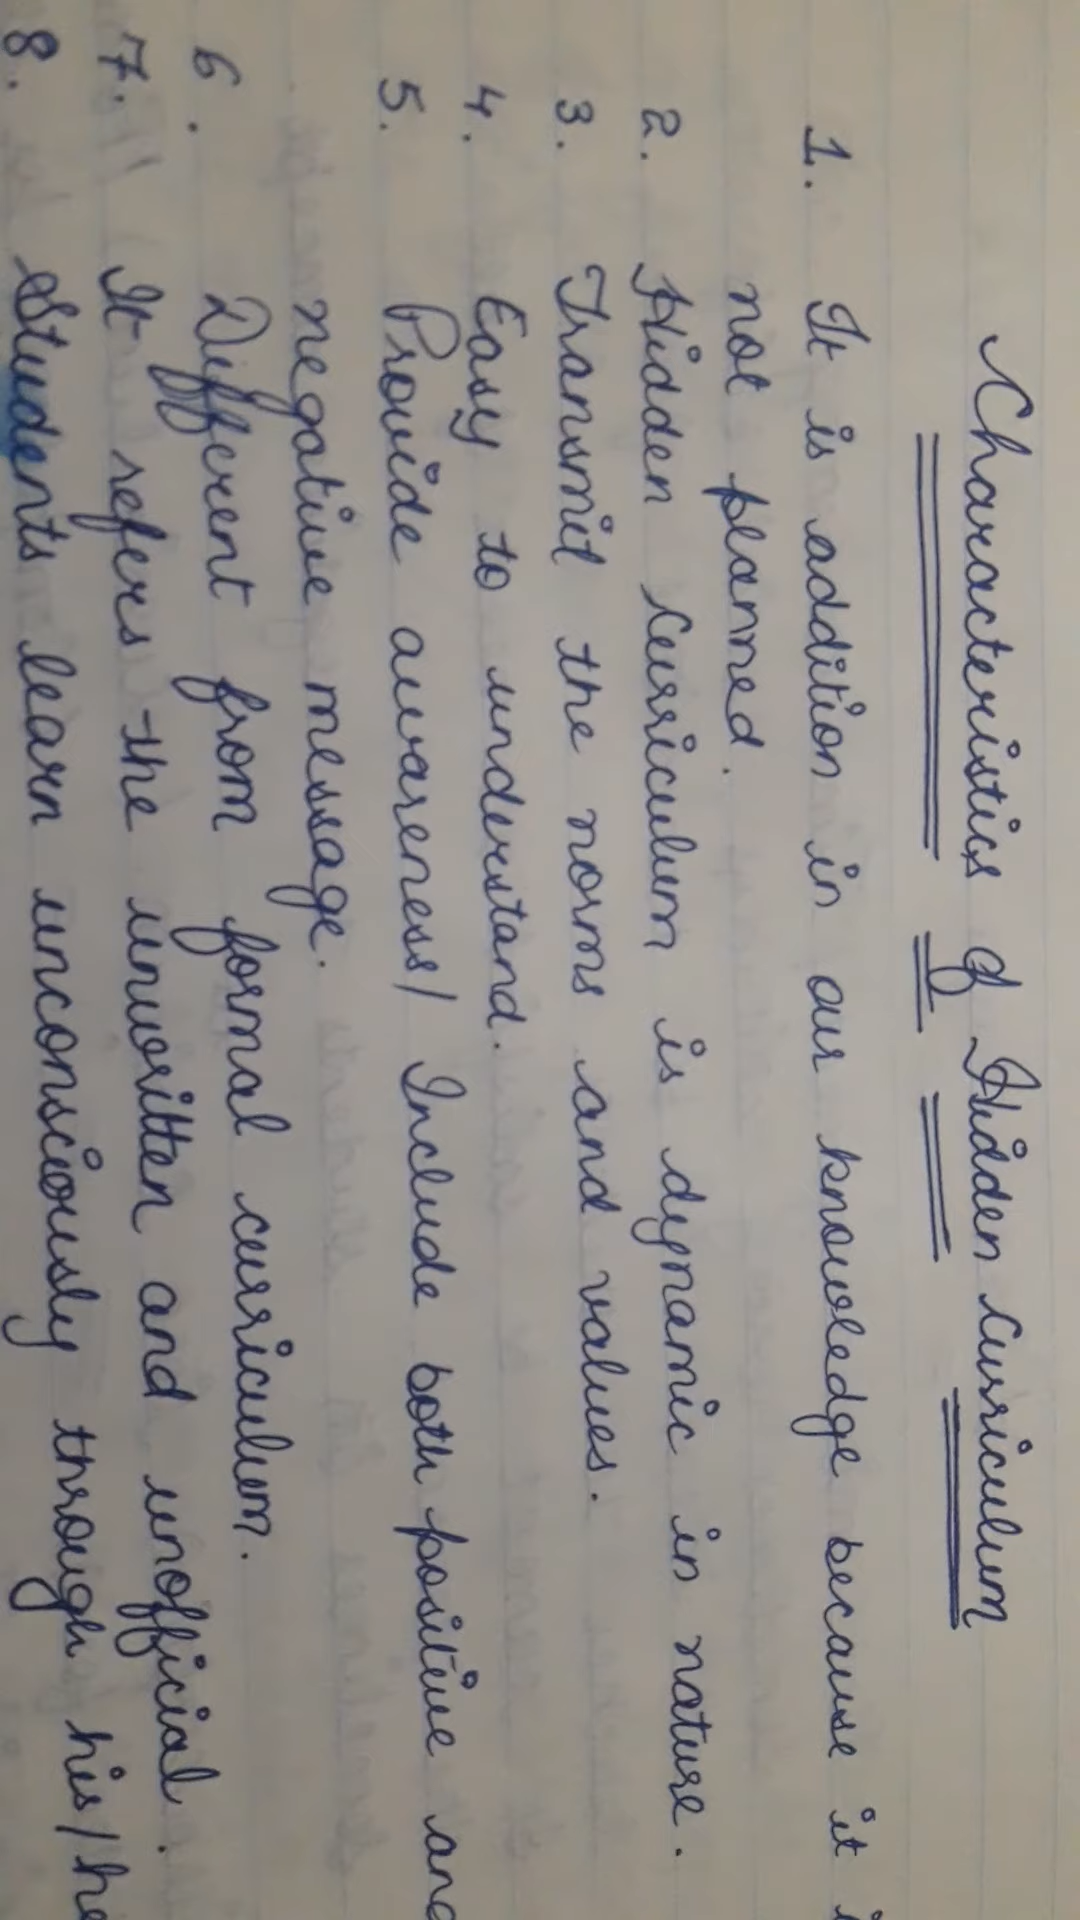 Characteristics of Hidden Curriculum
1. It is addition in our knowledge because it i
not planned.
2. Hidden Curriculum is dynamic in nature.
3. Transmit the norms and values.
4. Easy to understand.
5. Provide awareness/ Include both positive and
negative message.
6. Different from formal curriculum.
7. It refers the unwritten and unofficial.
8. Students learn unconsciously through his/he